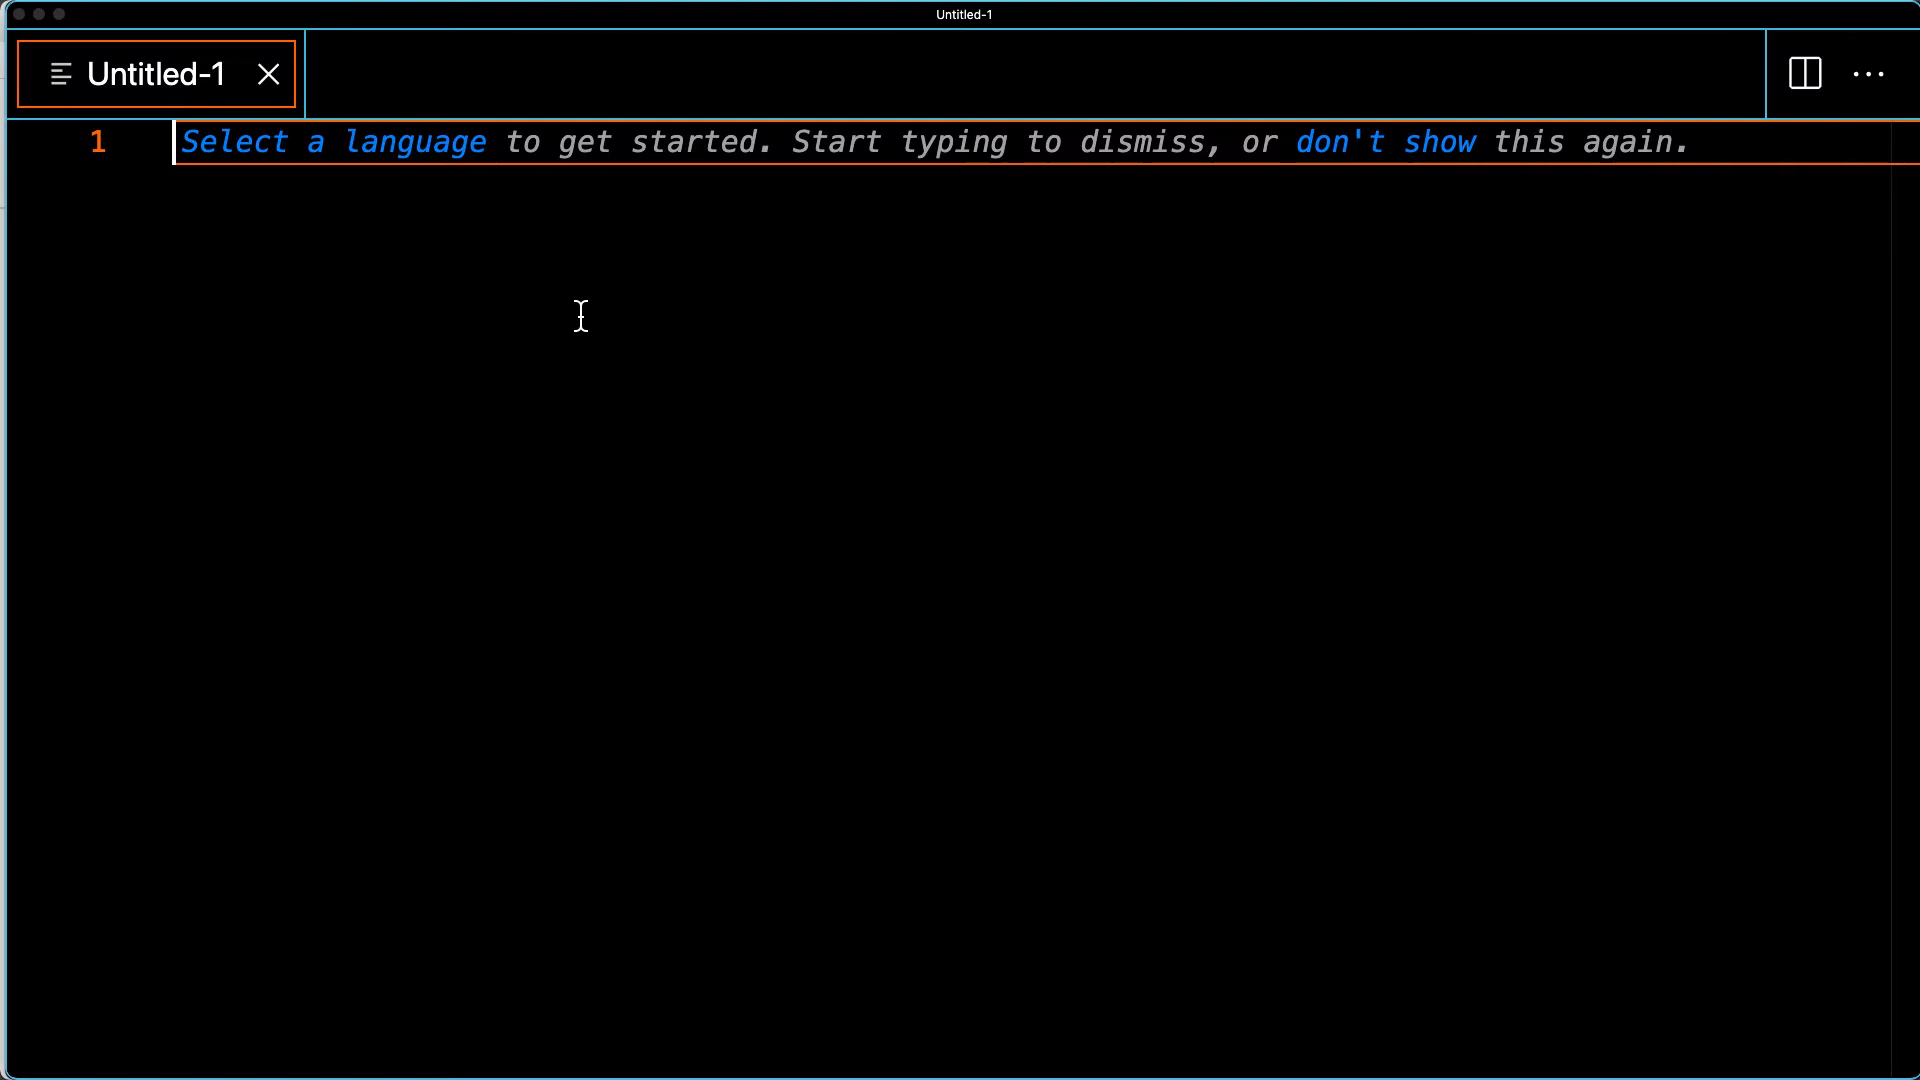 Untitled-1
Untitled-1
1 Select a language to get started. Start typing to dismiss, or don't show this again.